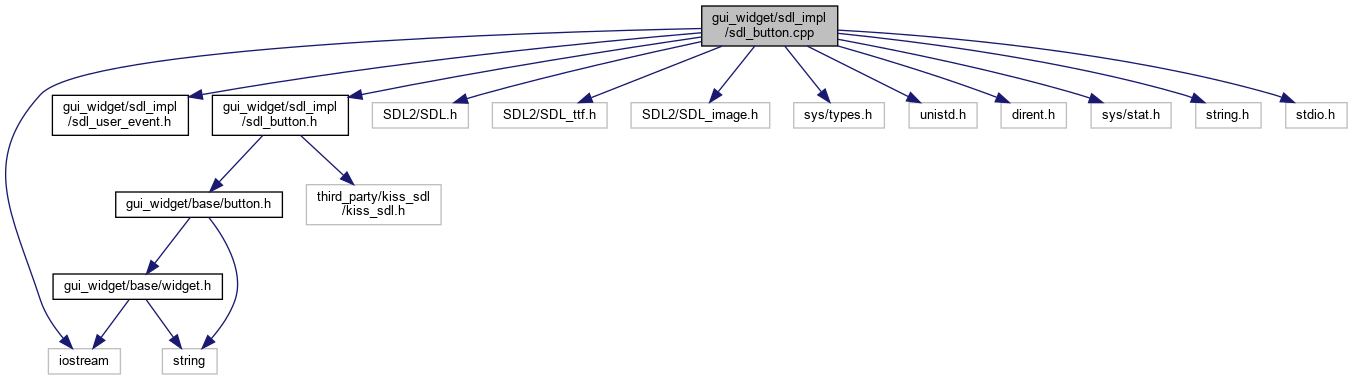 gui_widget/sdl_impl
/sdl_button.cpp
gui_widget/sdl_impl
/sdl_user_event.h
gui_widget/sdl_impl
/sdl_button.h
SDL2/SDL.h
SDL2/SDL_ttf.h
SDL2/SDL_image.h
sys/types.h
unistd.h
dirent.h
sys/stat.h
string.h
stdio.h
gui_widget/base/button.h
third_party/kiss_sdl
/kiss_sdl.h
gui_widget/base/widget.h
iostream
string